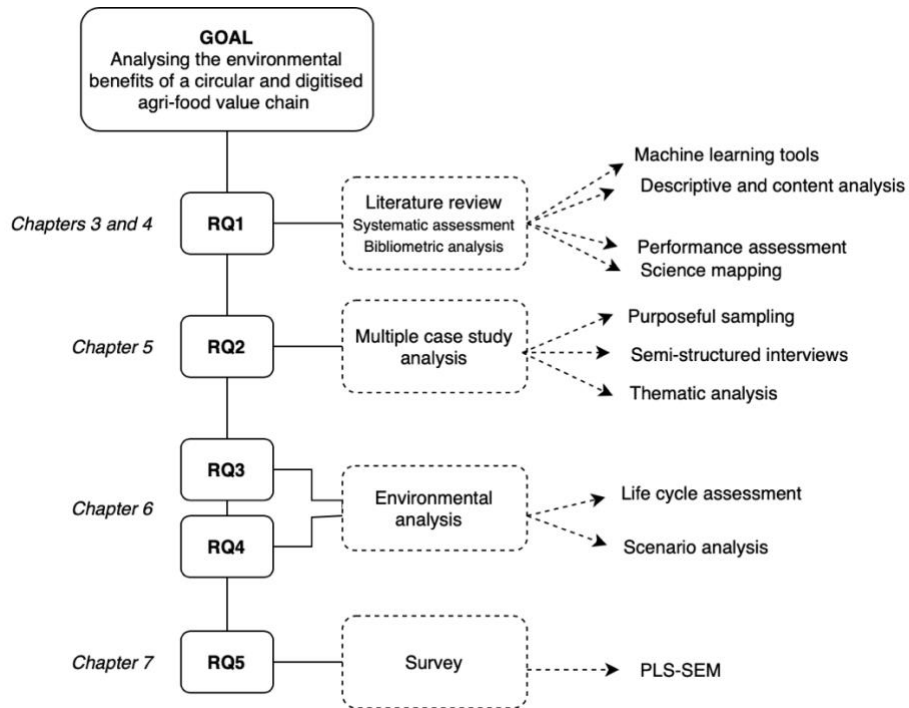 GOAL
Analysing the environmental
benefits of a circular and digitised
agri-food value chain
Chapters 3 and 4
RQ1
Literature review
Systematic assessment
Bibliometric analysis
Machine learning tools
Descriptive and content analysis
Performance assessment
Science mapping
Chapter 5
RQ2
Multiple case study
analysis
Purposeful sampling
Semi-structured interviews
Thematic analysis
Chapter 6
RQ3
RQ4
Environmental
analysis
Life cycle assessment
Scenario analysis
Chapter 7
RQ5
Survey
PLS-SEM